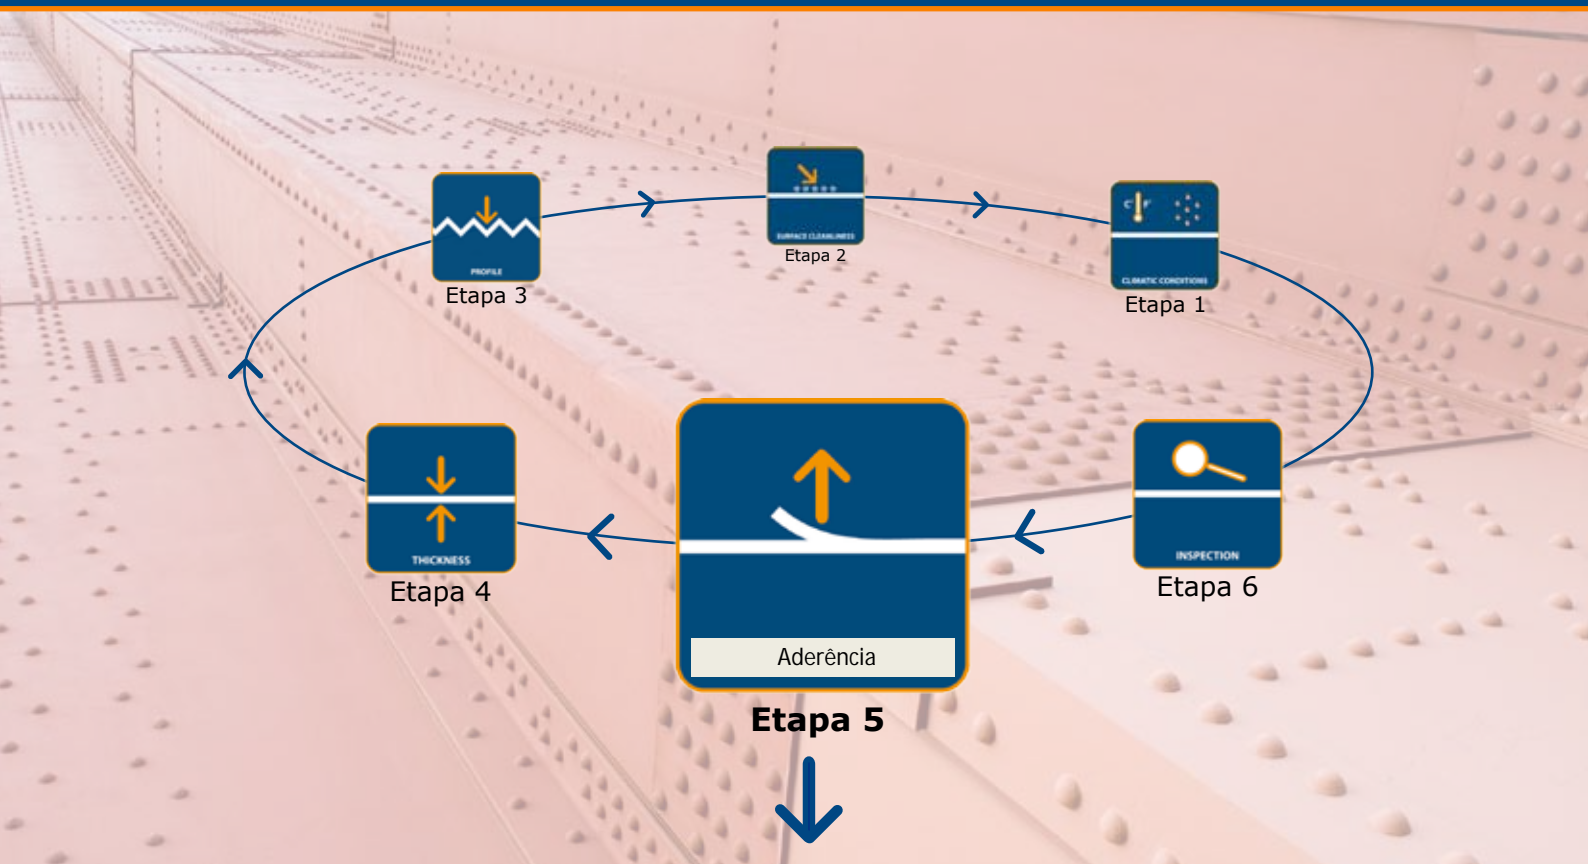 SURFACE CLEANLINESS
Etapa 2
C° F°
CLIMATIC CONDITIONS
Etapa 1
PROFILE
Etapa 3
THICKNESS
Etapa 4
Aderência
Etapa 5
INSPECTION
Etapa 6